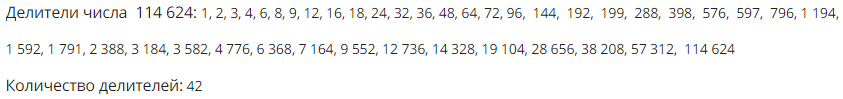 Делители числа 114 624: 1, 2, 3, 4, 6, 8, 9, 12, 16, 18, 24, 32, 36, 48, 64, 72, 96, 144, 192, 199, 288, 398, 576, 597, 796, 1 194,
1 592, 1 791, 2 388, 3 184, 3 582, 4 776, 6 368, 7 164, 9 552, 12 736, 14 328, 19 104, 28 656, 38 208, 57 312, 114 624
Количество делителей: 42